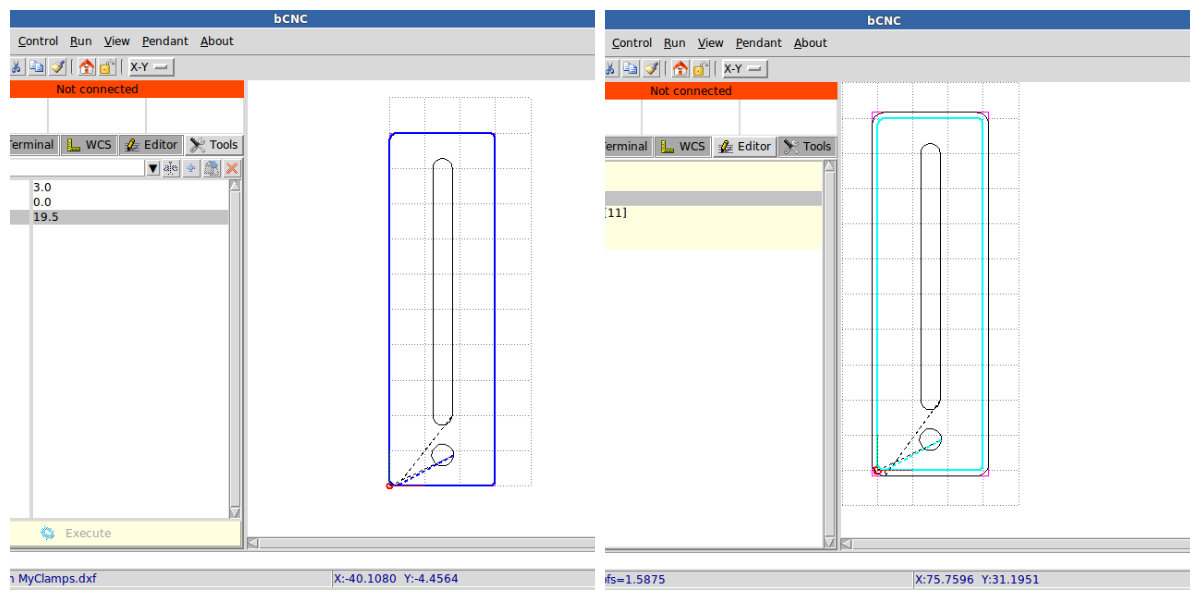 bCNC
Control Run View Pendant About
X-Y
Not connected
erminal WCS Editor Tools
3.0
0.0
19.5
Execute
MyClamps.dxf X:-40.1080 Y:-4.4564
bCNC
Control Run View Pendant About
X-Y
Not connected
erminal WCS Editor Tools
[11]
fs=1.5875 X:75.7596 Y:31.1951